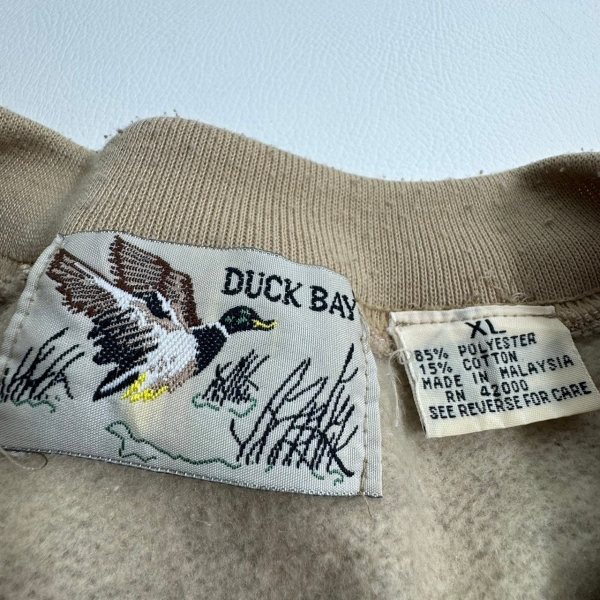 DUCK BAY
XL
85% POLYESTER
15% COTTON
MADE IN MALAYSIA
RN 42000
SEE REVERSE FOR CARE